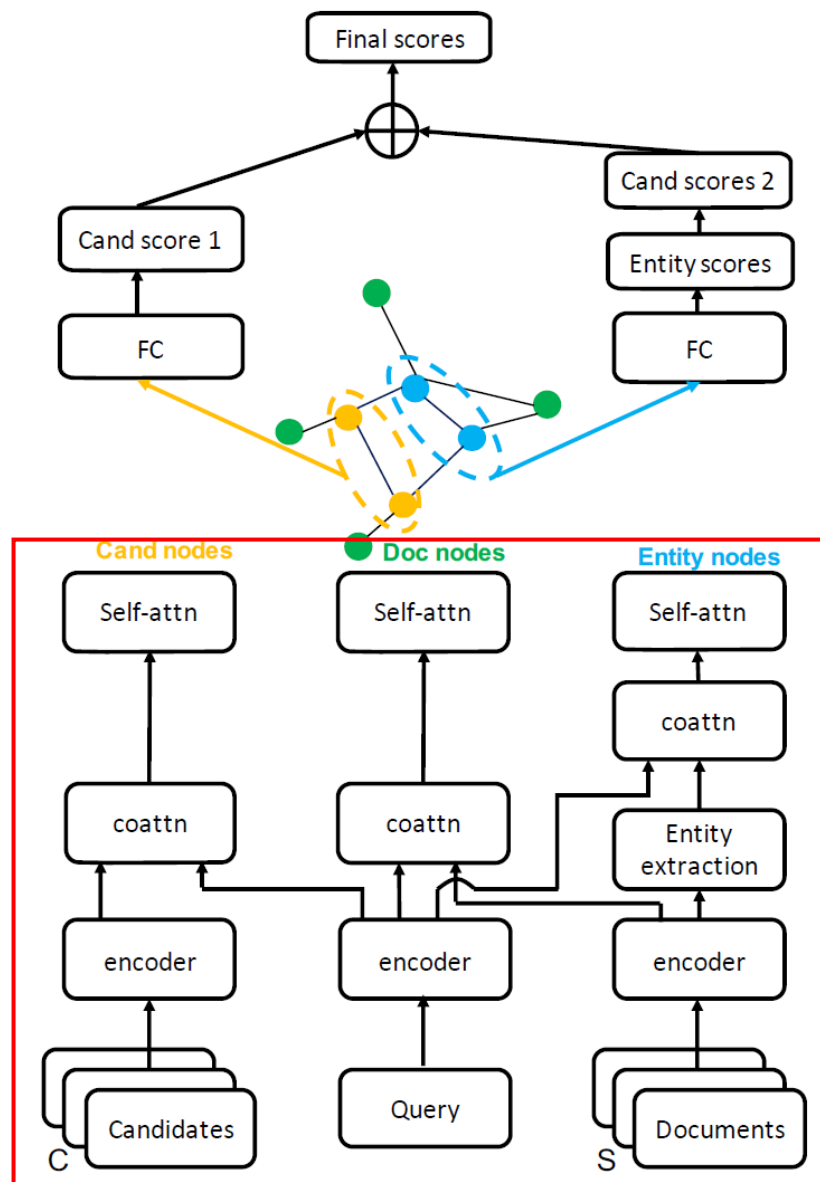 Final scores
Cand scores 2
Cand score 1
Entity scores
FC
FC
Cand nodes
Doc nodes
Entity nodes
Self-attn
Self-attn
Self-attn
coattn
coattn
coattn
Entity
extraction
encoder
encoder
encoder
Candidates
Query
Documents
C
S